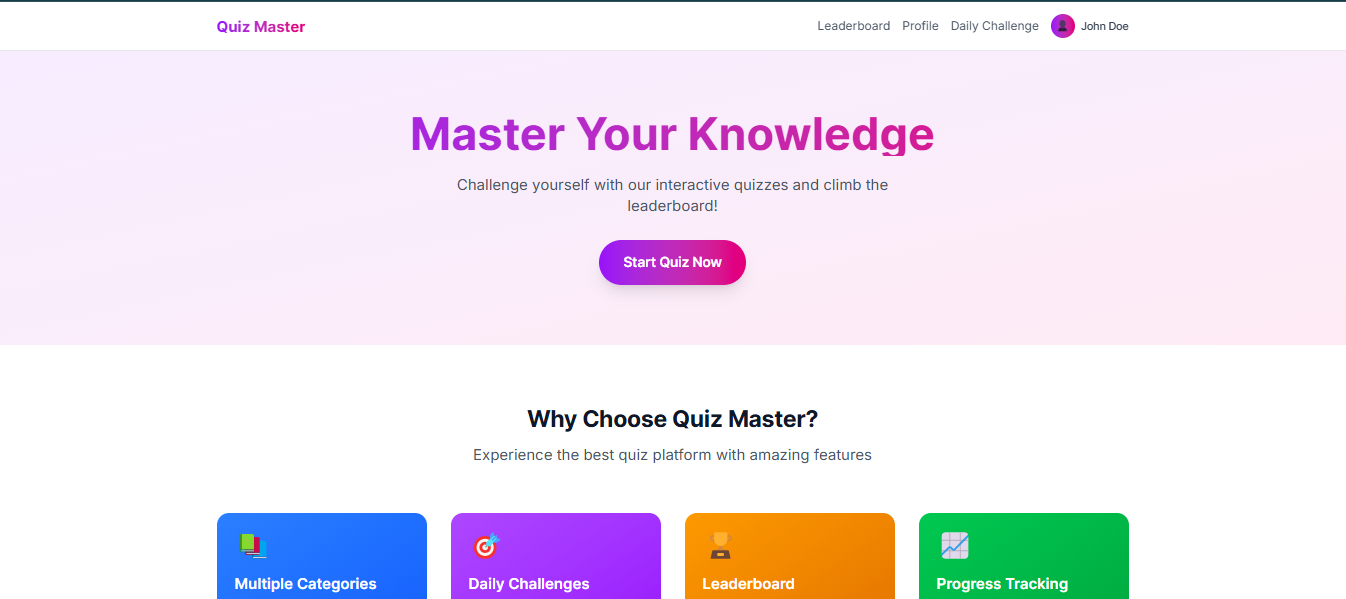 Quiz Master
Leaderboard
Profile
Daily Challenge
John Doe
Master Your Knowledge
Challenge yourself with our interactive quizzes and climb the
leaderboard!
Start Quiz Now
Why Choose Quiz Master?
Experience the best quiz platform with amazing features
Multiple Categories
Daily Challenges
Leaderboard
Progress Tracking